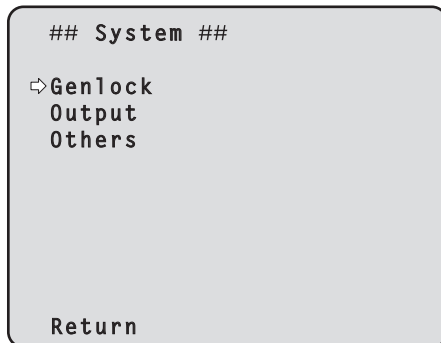 ## System ##
⇨Genlock
Output
Others
Return